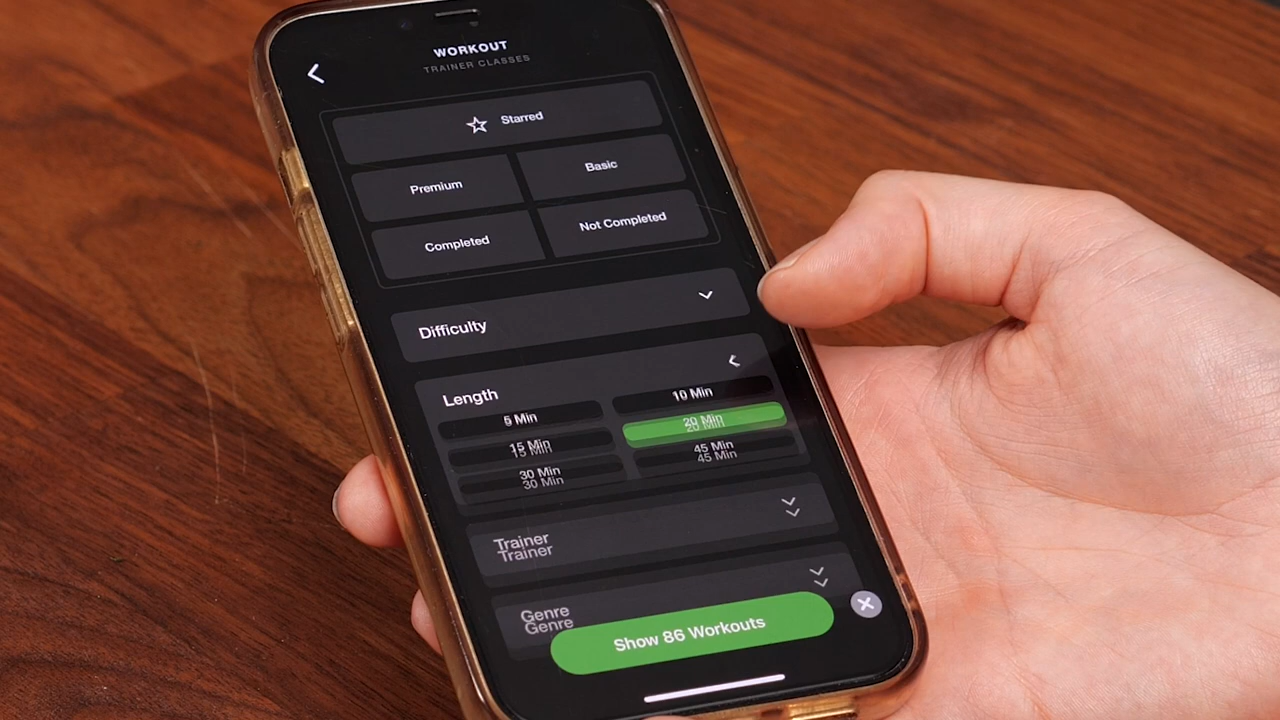 WORKOUT
TRAINER CLASSES
Starred
Premium
Basic
Completed
Not Completed
Difficulty
Length
5 Min
10 Min
15 Min
20 Min
30 Min
45 Min
Trainer
Genre
Show 86 Workouts